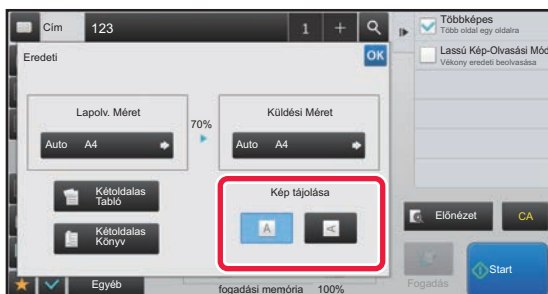 Cím
123
1
+
Többképes
Több oldal egy oldalra
Lassú Kép-Olvasási Mód
Vékony eredeti beolvasása
Eredeti
OK
Lapolv. Méret
70%
Küldési Méret
Auto A4
Auto A4
Kétoldalas
Tabló
Kétoldalas
Könyv
Kép tájolása
A
A
Előnézet
CA
Egyéb
fogadási memória 100%
Fogadás
Start